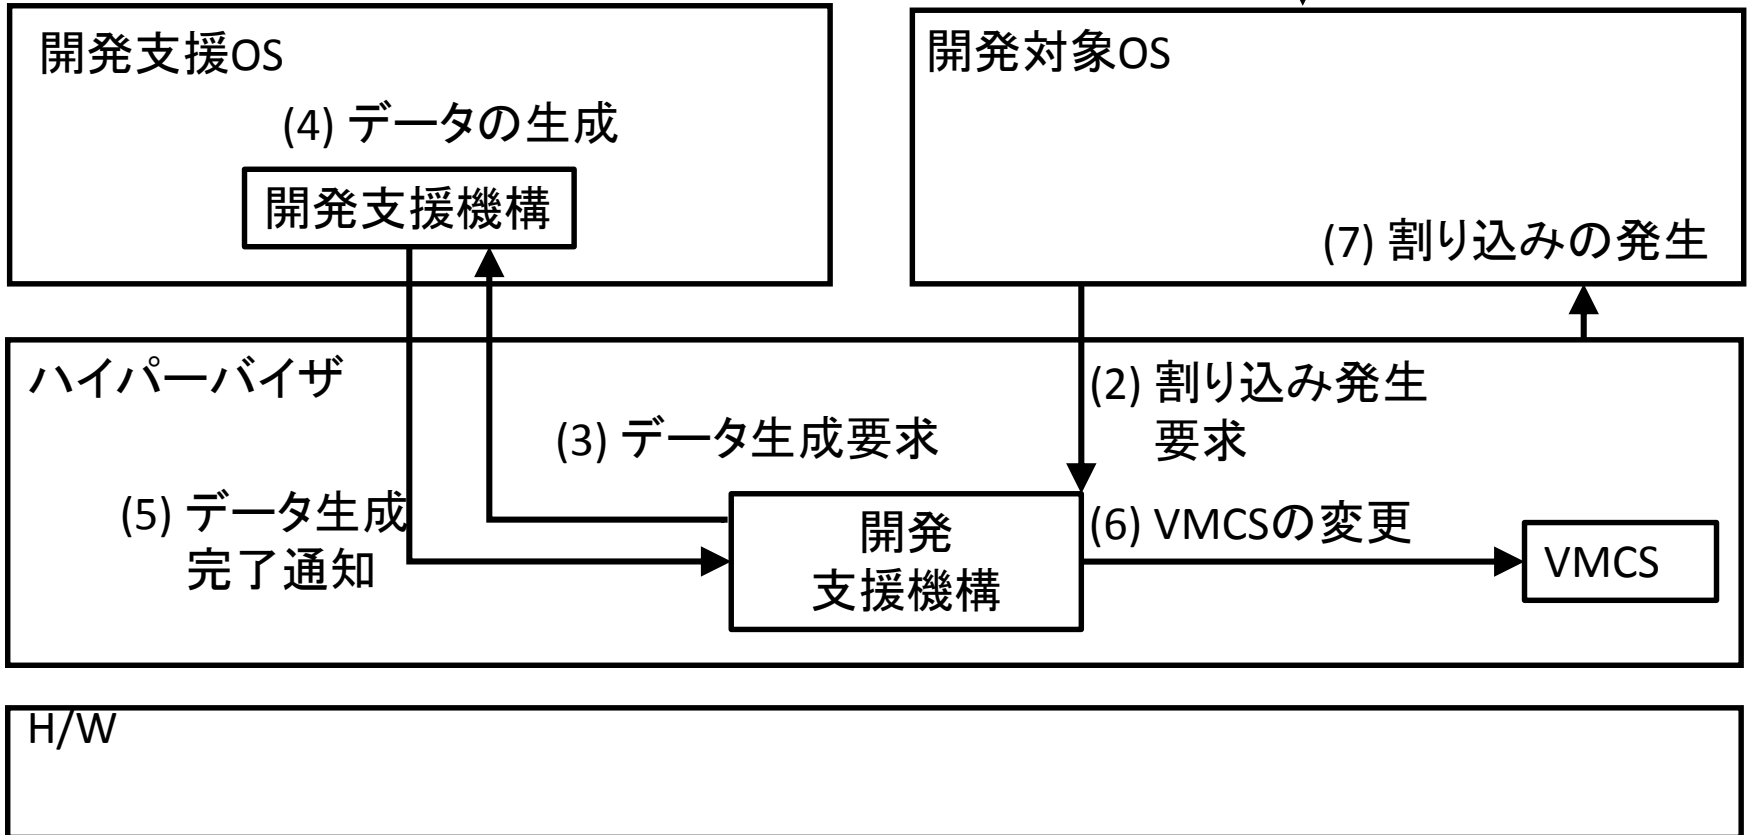 開発支援OS
(4) データの生成
開発支援機構
開発対象OS
(7) 割り込みの発生
ハイパーバイザ
(2) 割り込み発生
要求
(3) データ生成要求
(5) データ生成
完了通知
開発
支援機構
(6) VMCSの変更
VMCS
H/W